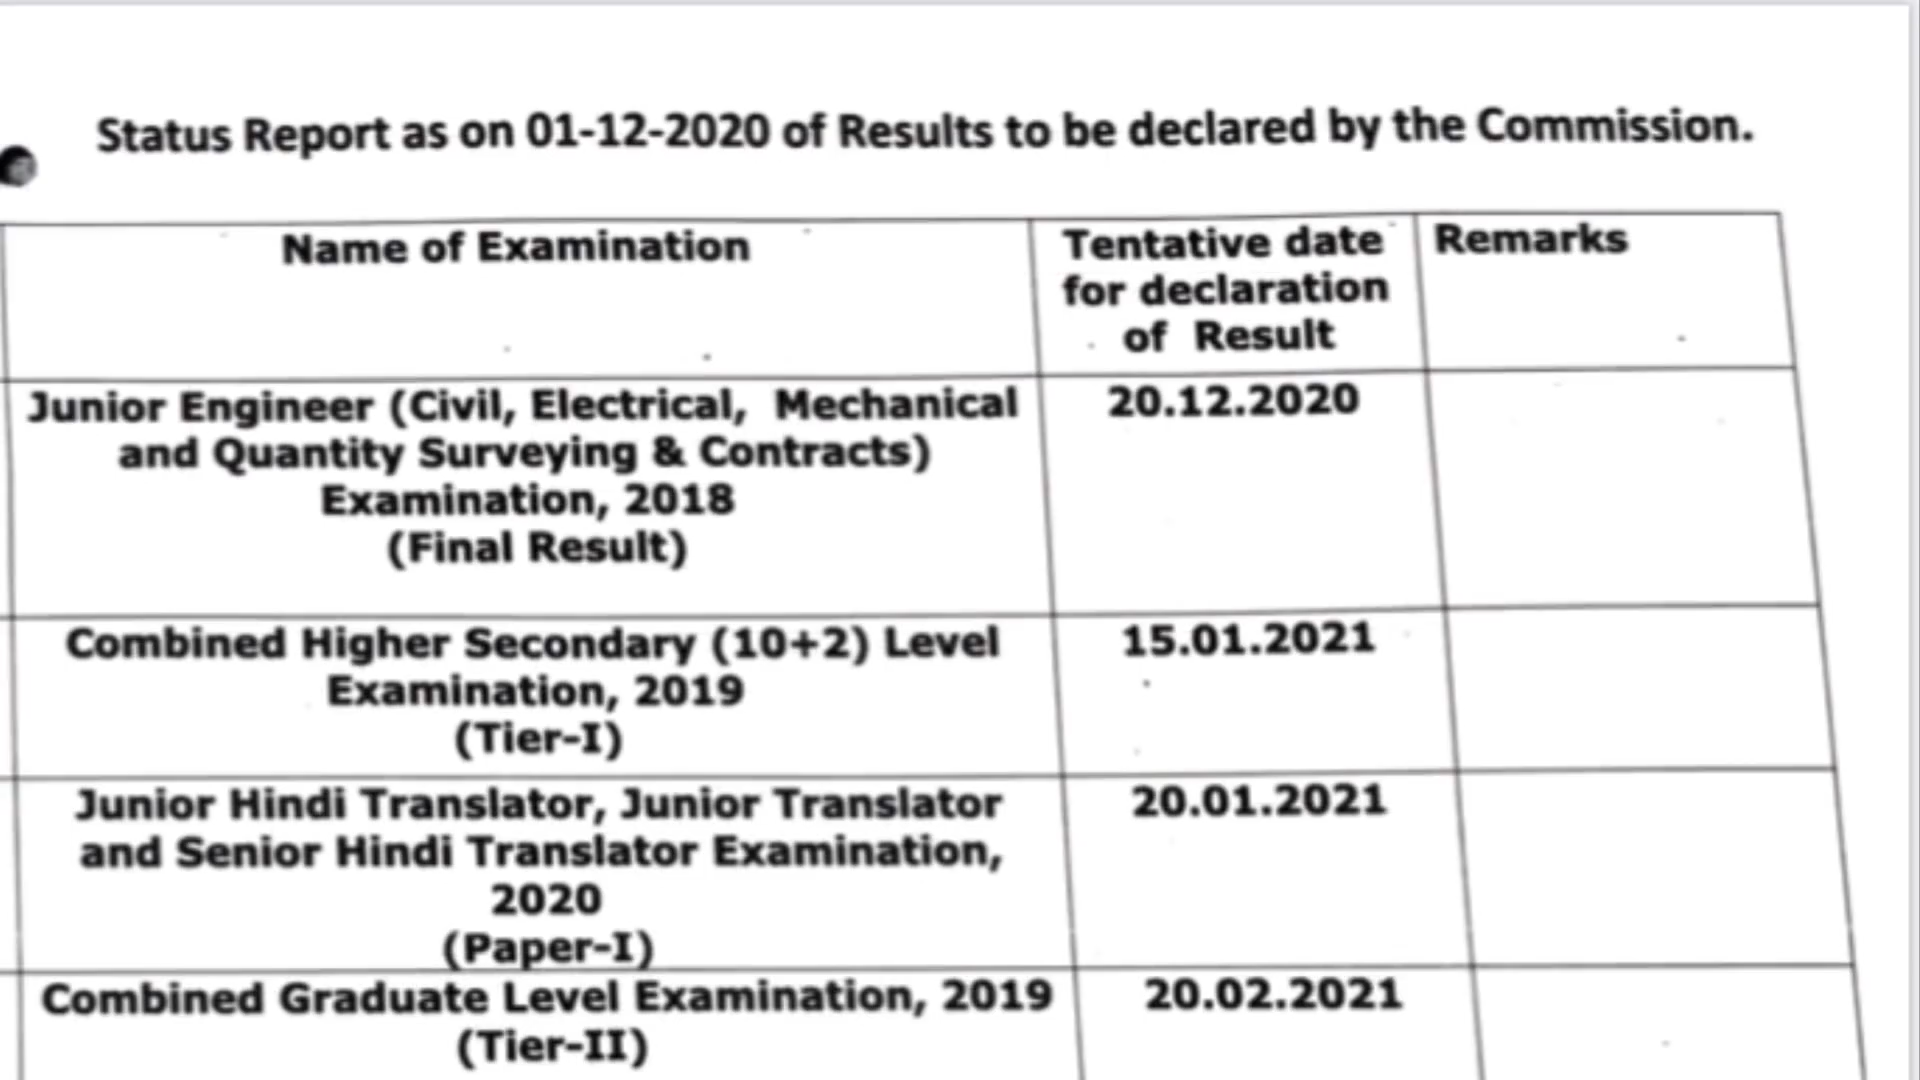 Status Report as on 01-12-2020 of Results to be declared by the Commission.
Name of Examination
Tentative date
for declaration
of Result
Remarks
Junior Engineer (Civil, Electrical, Mechanical
and Quantity Surveying & Contracts)
Examination, 2018
(Final Result)
20.12.2020
Combined Higher Secondary (10+2) Level
Examination, 2019
(Tier-I)
15.01.2021
Junior Hindi Translator, Junior Translator
and Senior Hindi Translator Examination,
2020
(Paper-I)
20.01.2021
Combined Graduate Level Examination, 2019
(Tier-II)
20.02.2021